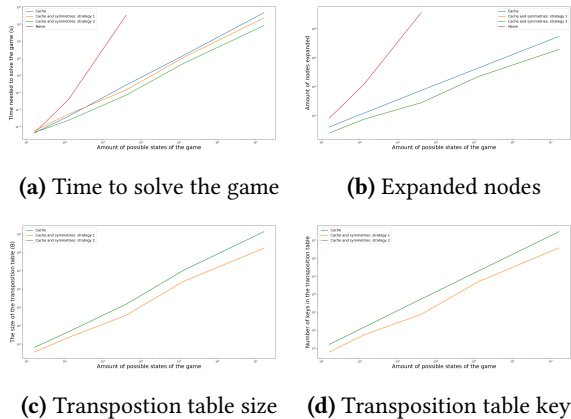 Cache
Cache and symmetries: strategy 1
Cache and symmetries: strategy 2
Naive
Time needed to solve the game (s)
Amount of possible states of the game
(a) Time to solve the game
Cache
Cache and symmetries: strategy 1
Cache and symmetries: strategy 2
Naive
Amount of nodes expanded
Amount of possible states of the game
(b) Expanded nodes
Cache
Cache and symmetries: strategy 1
Cache and symmetries: strategy 2
The size of the transposition table (B)
Amount of possible states of the game
(c) Transpostion table size
Cache
Cache and symmetries: strategy 1
Cache and symmetries: strategy 2
Number of keys in the transposition table
Amount of possible states of the game
(d) Transposition table key